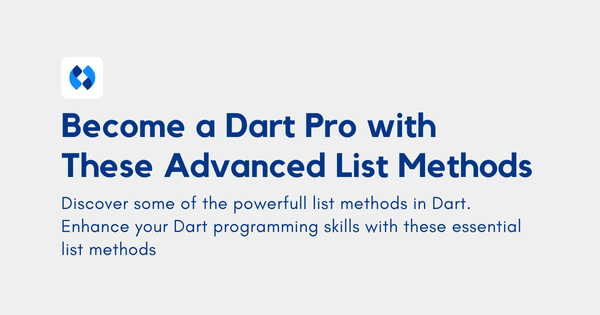 Become a Dart Pro with
These Advanced List Methods
Discover some of the powerfull list methods in Dart.
Enhance your Dart programming skills with these essential
list methods